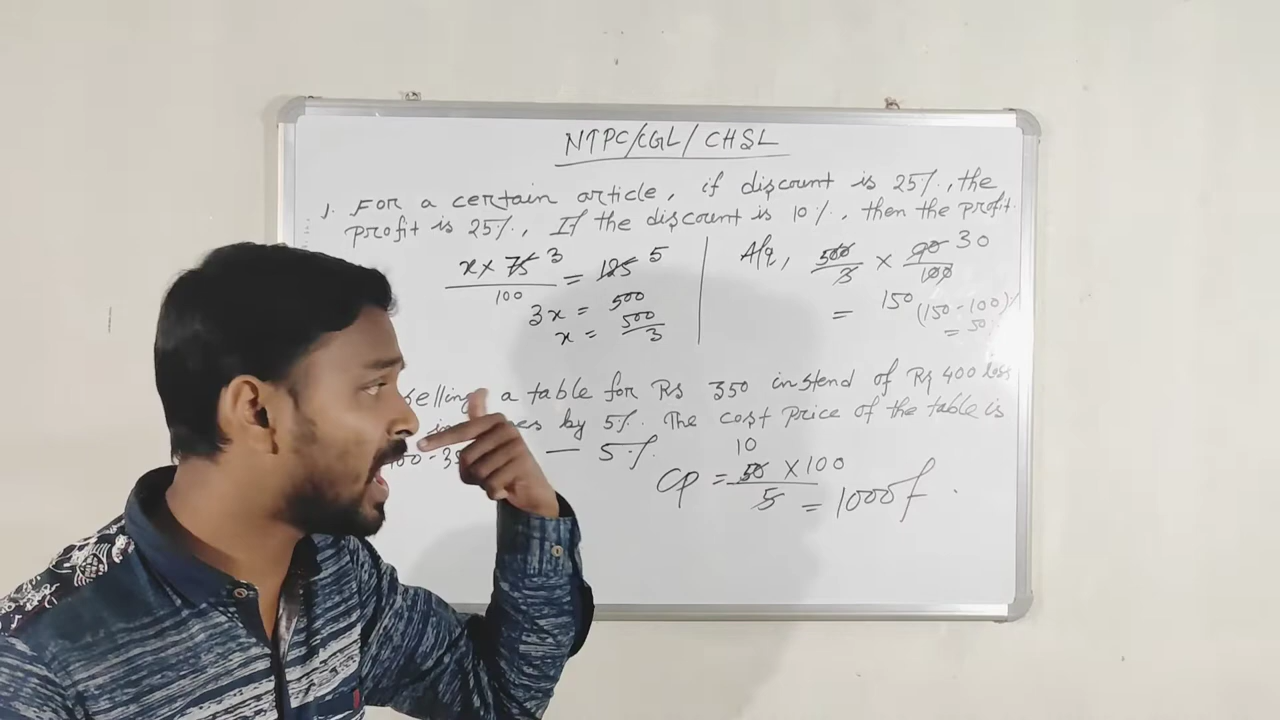 NTPC/CGL/CHSL
1. For a certain article, if discount is 25%, the
profit is 25%, If the discount is 10%, then the profit.
x × 75 3 / 100 = 125 5
3x = 500
x = 500/3
A/q, 500/3 × 90 30 / 100
= 150 (150-100)%
= 50%
selling a table for Rs 350 instend of Rs 400 loss
by 5%. The cost price of the table is
— 5%.
10
CP = 50 × 100 / 5 = 1000/